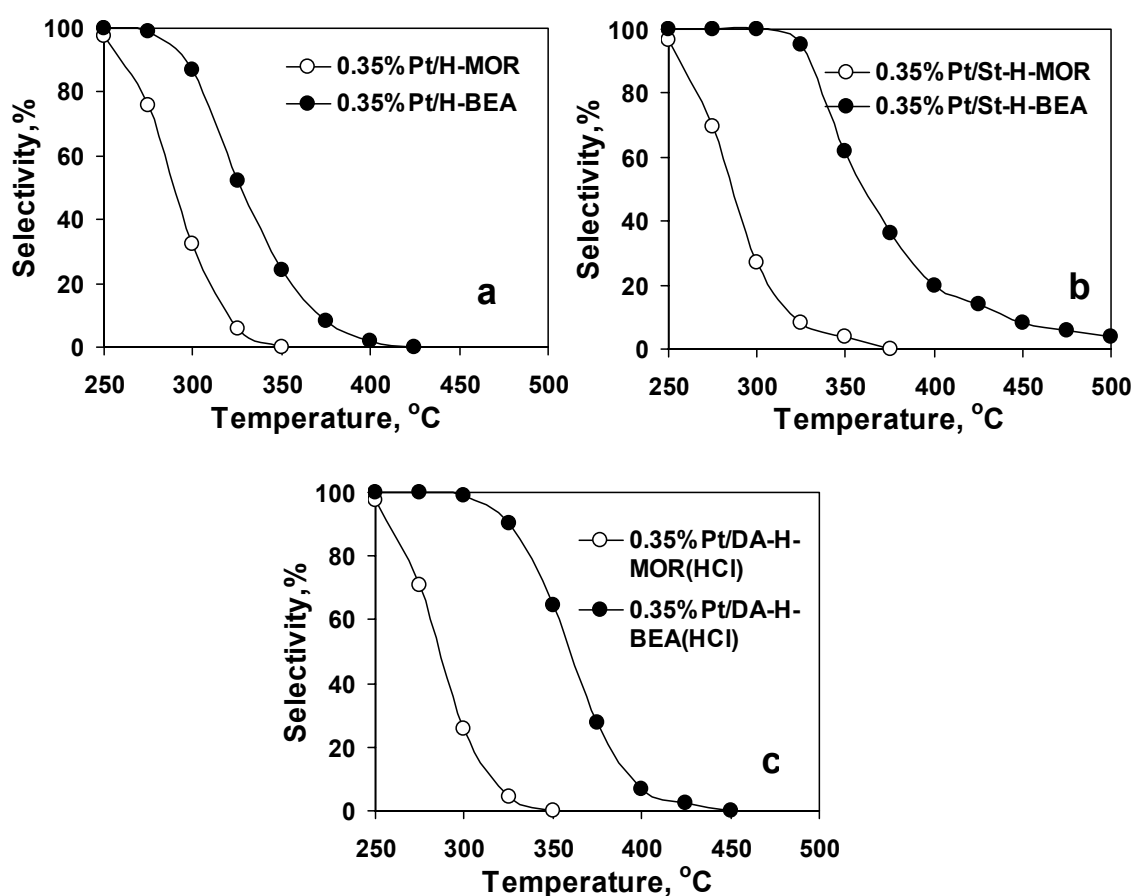 100
80
60
40
20
0
Selectivity,%
0.35%Pt/H-MOR
0.35%Pt/H-BEA
a
250 300 350 400 450 500
Temperature, °C
100
80
60
40
20
0
Selectivity,%
0.35%Pt/St-H-MOR
0.35%Pt/St-H-BEA
b
250 300 350 400 450 500
Temperature, °C
100
80
60
40
20
0
Selectivity,%
0.35%Pt/DA-H-
MOR(HCl)
0.35%Pt/DA-H-
BEA(HCl)
c
250 300 350 400 450 500
Temperature, °C